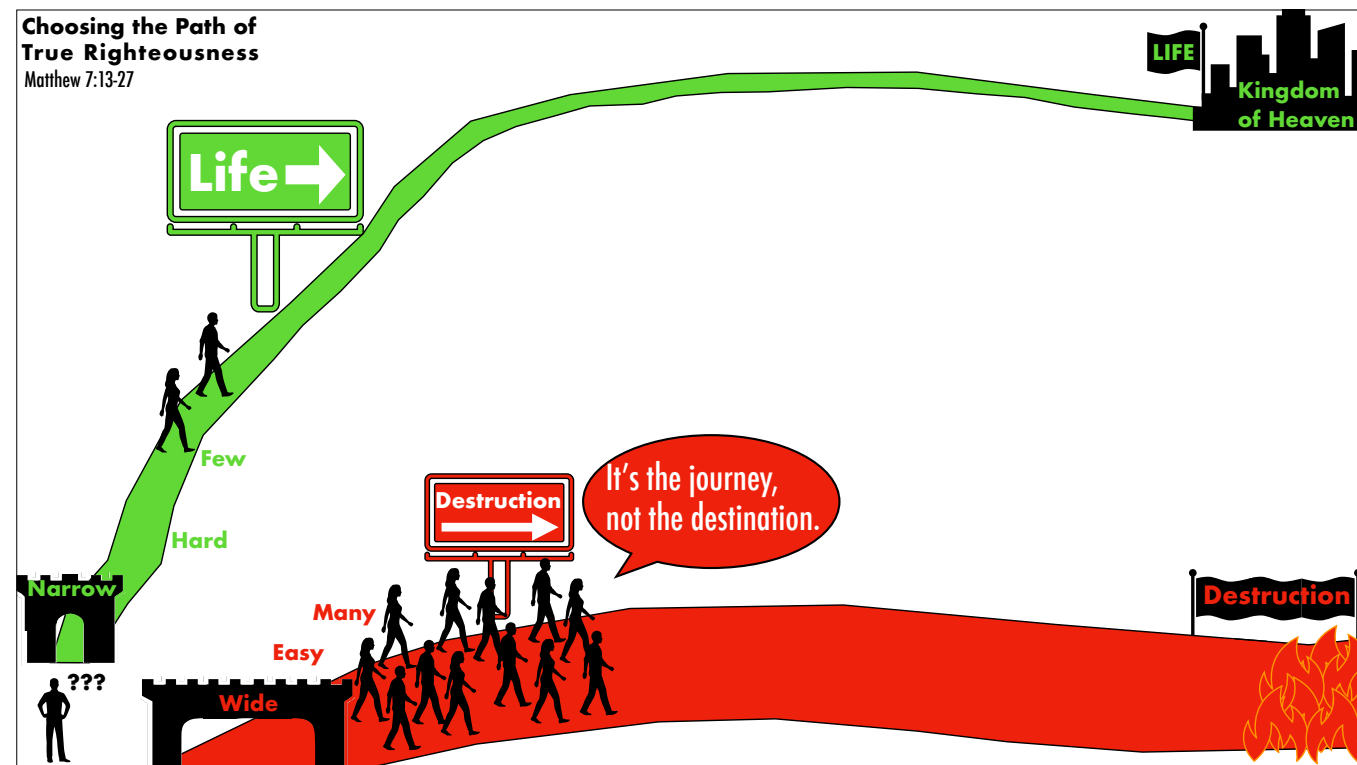 Choosing the Path of
True Righteousness
Matthew 7:13-27
LIFE
Kingdom
of Heaven
Life
Few
Hard
Narrow
???
It's the journey,
not the destination.
Destruction
Many
Easy
Wide
Destruction